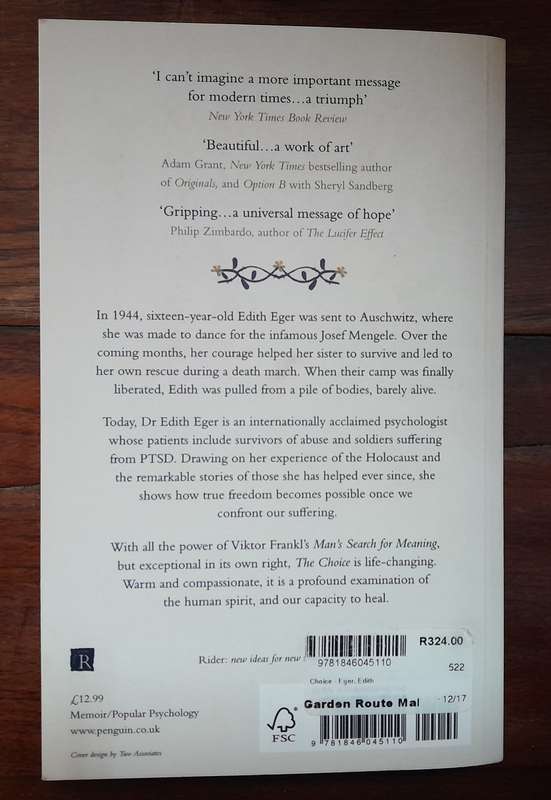 ‘I can’t imagine a more important message
for modern times…a triumph’
New York Times Book Review
‘Beautiful…a work of art’
Adam Grant, New York Times bestselling author
of Originals, and Option B with Sheryl Sandberg
‘Gripping…a universal message of hope’
Philip Zimbardo, author of The Lucifer Effect
In 1944, sixteen-year-old Edith Eger was sent to Auschwitz, where
she was made to dance for the infamous Josef Mengele. Over the
coming months, her courage helped her sister to survive and led to
her own rescue during a death march. When their camp was finally
liberated, Edith was pulled from a pile of bodies, barely alive.
Today, Dr Edith Eger is an internationally acclaimed psychologist
whose patients include survivors of abuse and soldiers suffering
from PTSD. Drawing on her experience of the Holocaust and
the remarkable stories of those she has helped ever since, she
shows how true freedom becomes possible once we
confront our suffering.
With all the power of Viktor Frankl’s Man’s Search for Meaning,
but exceptional in its own right, The Choice is life-changing.
Warm and compassionate, it is a profound examination of
the human spirit, and our capacity to heal.
R
Rider: new ideas for new
R324.00
9781846045110
522
Choice - Eger, Edith
Garden Route Mal
12/17
£12.99
Memoir/Popular Psychology
www.penguin.co.uk
Cover design by Two Associates
FSC
9 781846 045110